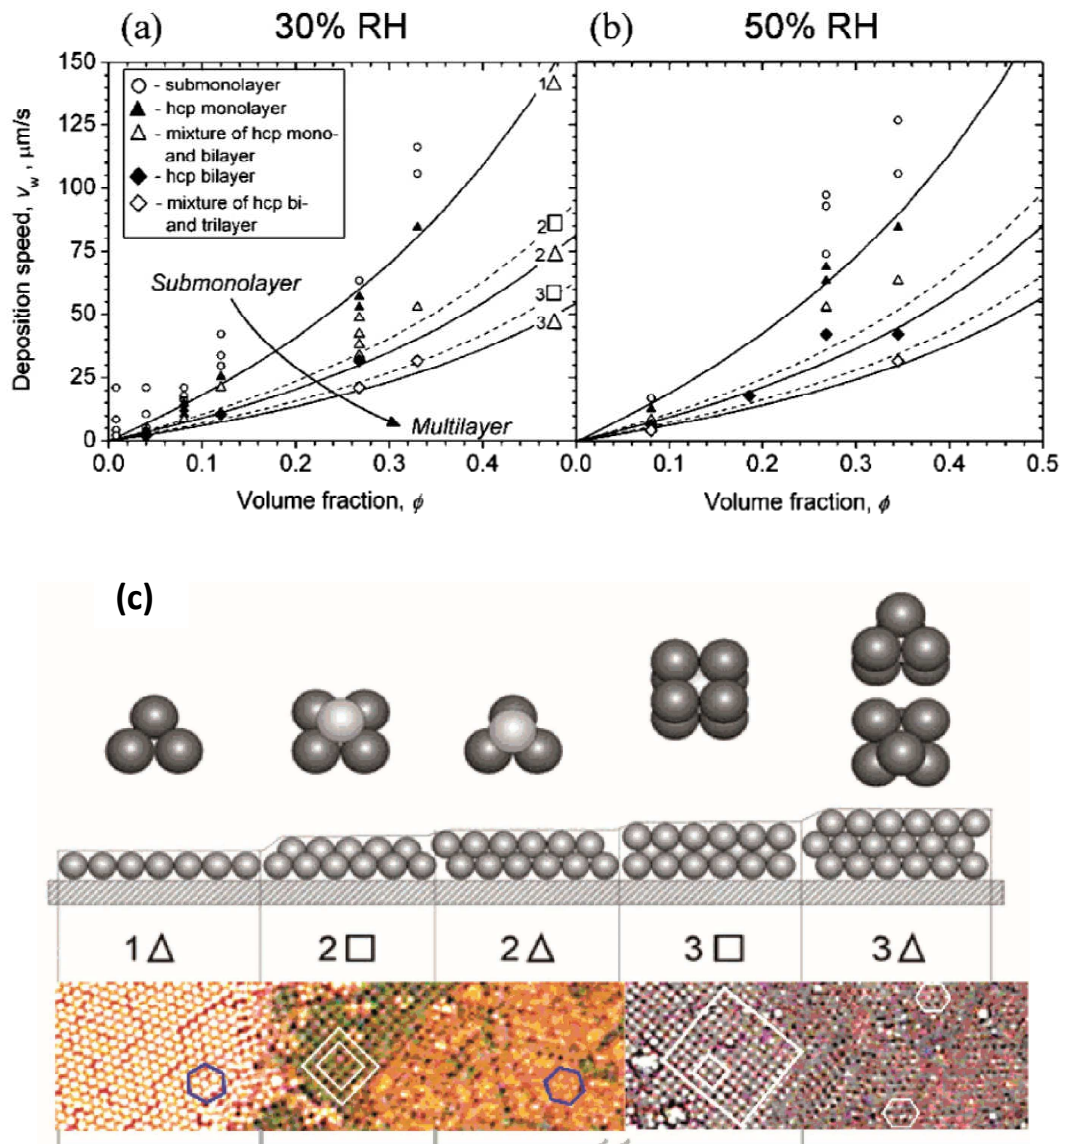 (a) 30% RH
(b) 50% RH
Deposition speed, vw , μm/s
150
125
100
75
50
25
0
○ - submonolayer
▲ - hcp monolayer
△ - mixture of hcp mono-
and bilayer
◆ - hcp bilayer
◇ - mixture of hcp bi-
and trilayer
Submonolayer
Multilayer
1△
2□
2△
3□
3△
0.0 0.1 0.2 0.3 0.4
0.0 0.1 0.2 0.3 0.4 0.5
Volume fraction, ϕ
Volume fraction, ϕ
(c)
1 △ 2 □ 2 △ 3 □ 3 △